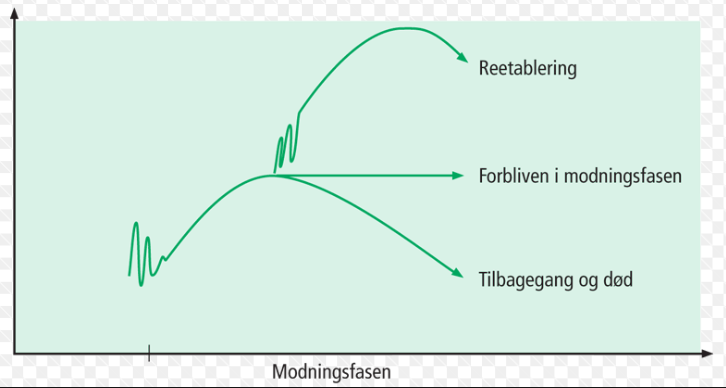 Reetablering
Forbliven i modningsfasen
Tilbagegang og død
Modningsfasen